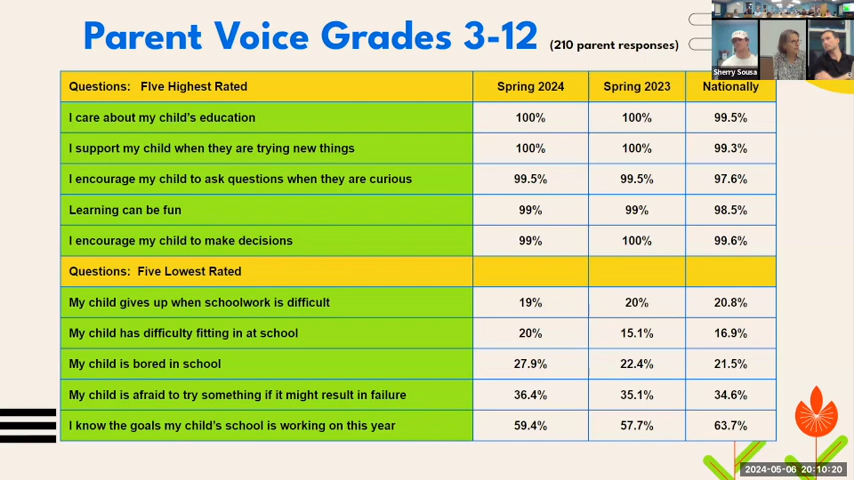 Parent Voice Grades 3-12 (210 parent responses)
Sherry Sousa
Questions: FIve Highest Rated Spring 2024 Spring 2023 Nationally
I care about my child's education 100% 100% 99.5%
I support my child when they are trying new things 100% 100% 99.3%
I encourage my child to ask questions when they are curious 99.5% 99.5% 97.6%
Learning can be fun 99% 99% 98.5%
I encourage my child to make decisions 99% 100% 99.6%
Questions: Five Lowest Rated
My child gives up when schoolwork is difficult 19% 20% 20.8%
My child has difficulty fitting in at school 20% 15.1% 16.9%
My child is bored in school 27.9% 22.4% 21.5%
My child is afraid to try something if it might result in failure 36.4% 35.1% 34.6%
I know the goals my child's school is working on this year 59.4% 57.7% 63.7%
2024-05-06 20:10:20